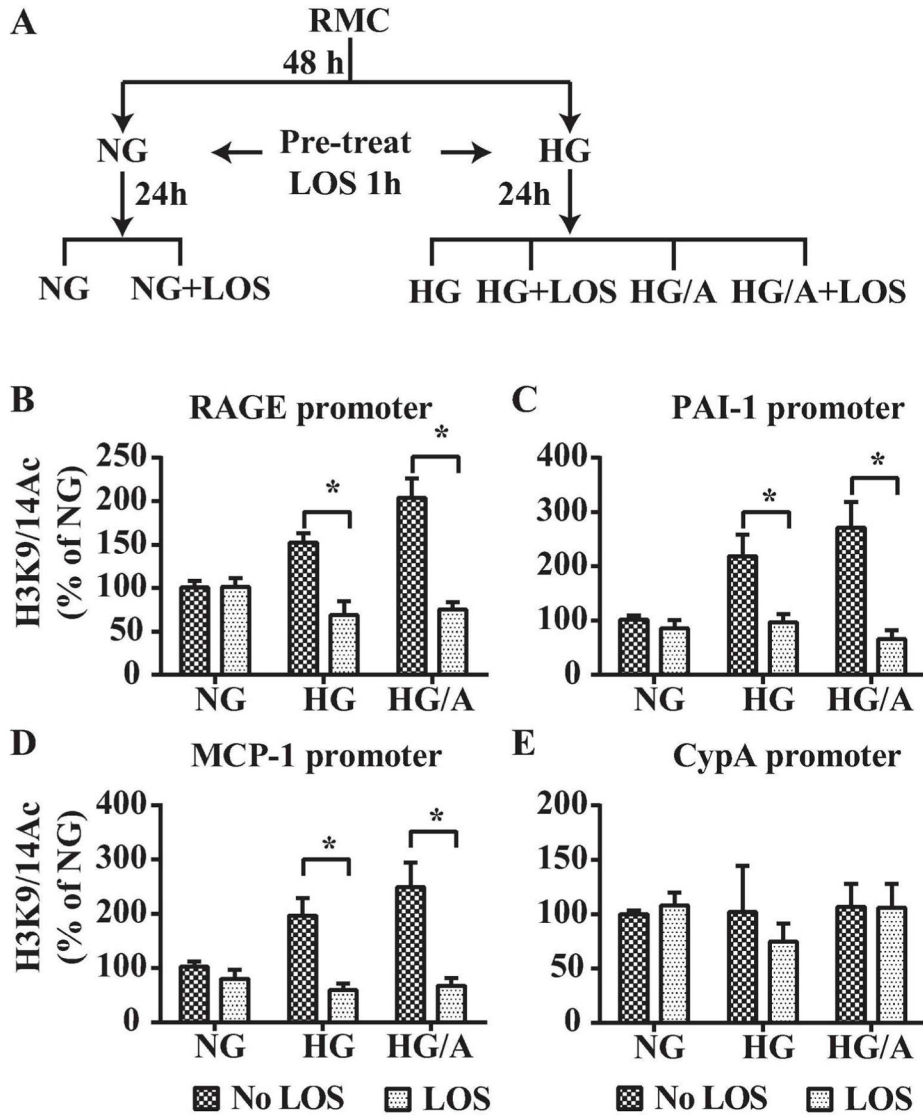 A
RMC
48 h
NG
Pre-treat
LOS 1h
HG
24h
24h
NG
NG+LOS
HG
HG+LOS
HG/A
HG/A+LOS
B
RAGE promoter
H3K9/14Ac
(% of NG)
250
200
150
100
50
0
*
*
NG
HG
HG/A
C
PAI-1 promoter
400
300
200
100
0
*
*
NG
HG
HG/A
D
MCP-1 promoter
H3K9/14Ac
(% of NG)
400
300
200
100
0
*
*
NG
HG
HG/A
E
CypA promoter
200
150
100
50
0
NG
HG
HG/A
No LOS
LOS
No LOS
LOS